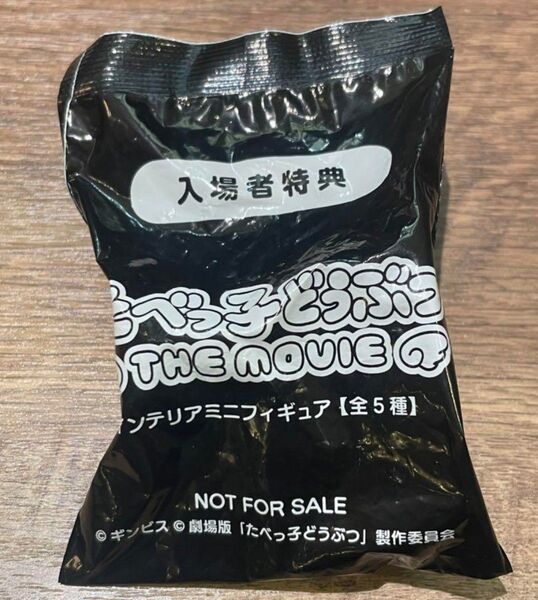 入場者特典
たべっ子どうぶつ
THE MOVIE
インテリアミニフィギュア【全5種】
NOT FOR SALE
©ギンビス ©劇場版「たべっ子どうぶつ」製作委員会